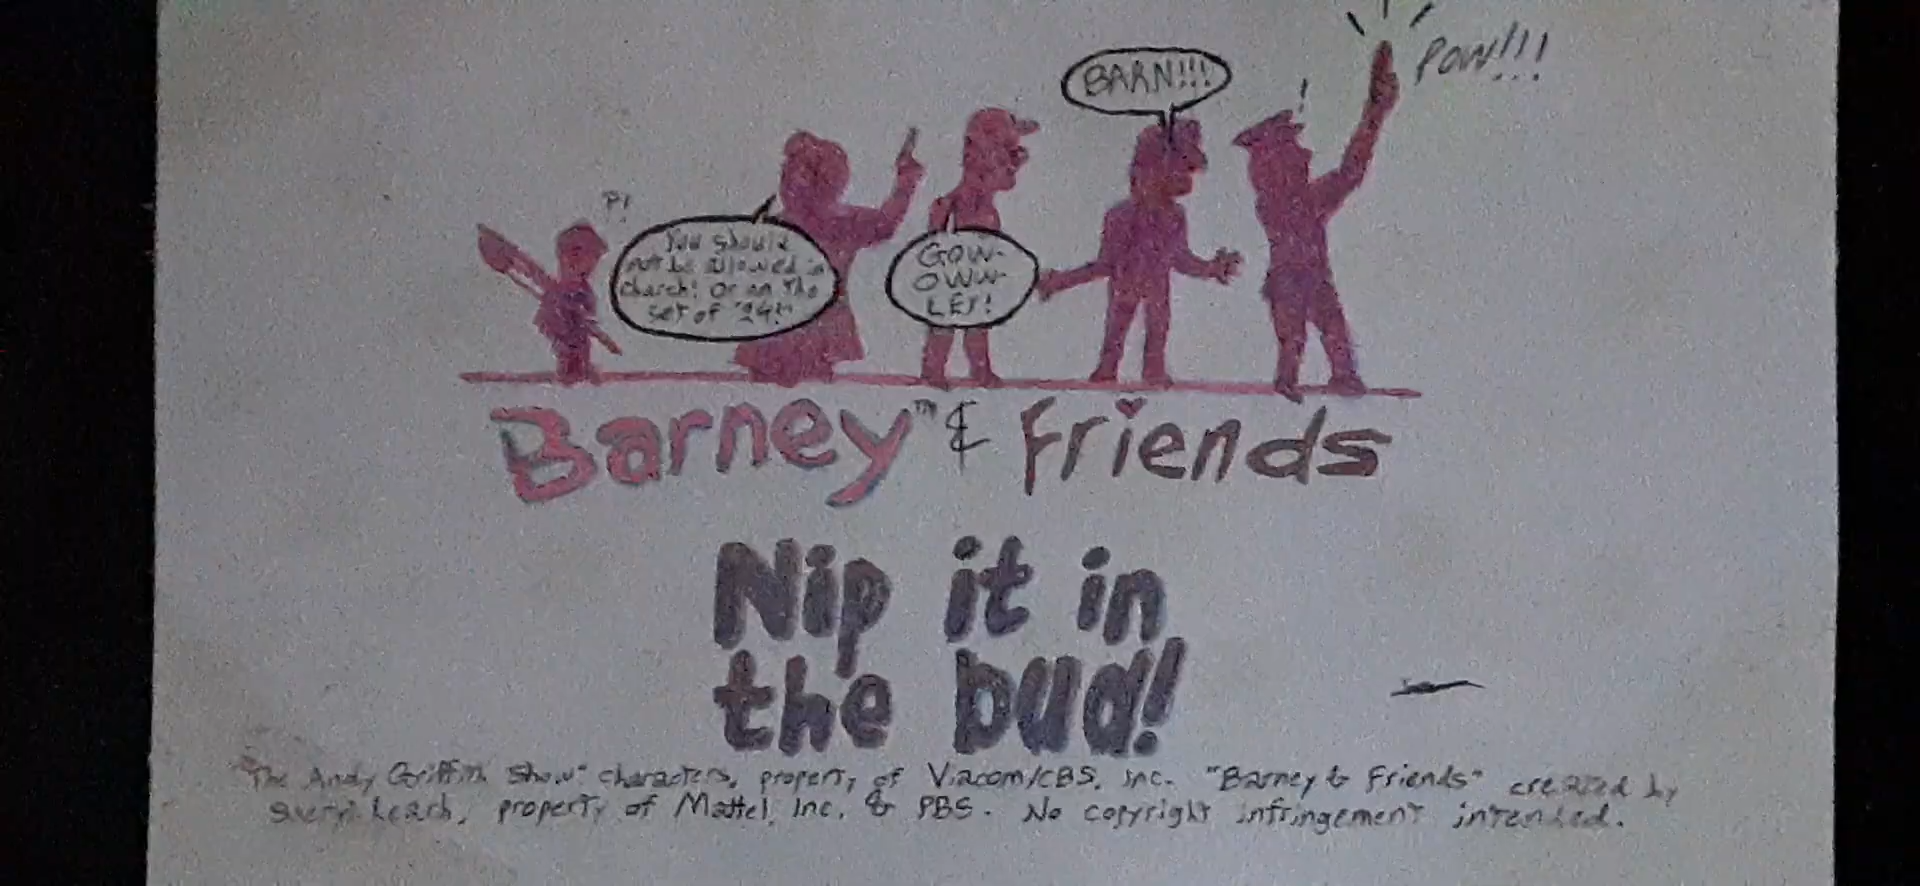 POW!!!
BARN!!!
!
P!
You should
not be allowed in
church! Or on the
set of "24!"
GOW-
OWW-
LEY!
Barney™ & Friends
Nip it in
the bud!
"The Andy Griffith Show" characters, property of Viacom/CBS, Inc. "Barney & Friends" created by
Sheryl Leach, property of Mattel, Inc. & PBS. No copyright infringement intended.